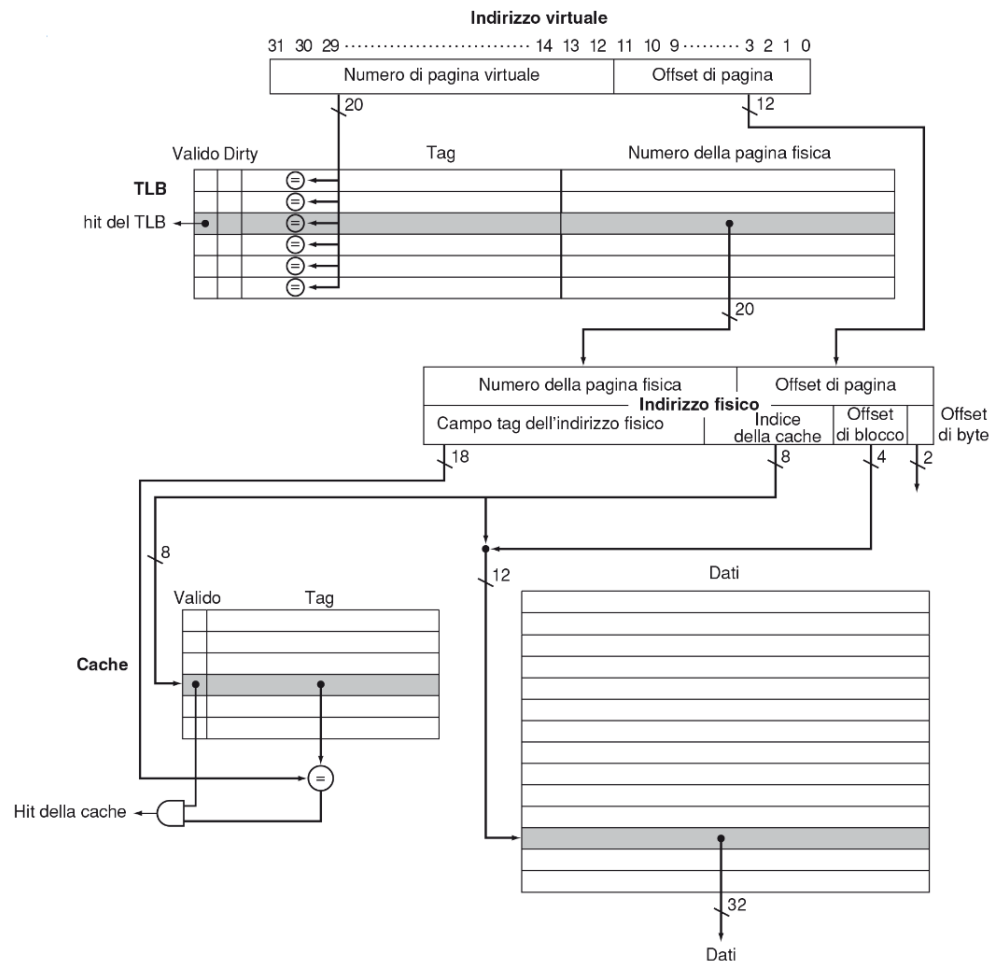 Indirizzo virtuale
31 30 29 ................................. 14 13 12 11 10 9 ......... 3 2 1 0
Numero di pagina virtuale
Offset di pagina
20
12
Valido Dirty
Tag
Numero della pagina fisica
TLB
=
=
hit del TLB
=
=
=
=
20
Numero della pagina fisica
Offset di pagina
Indirizzo fisico
Campo tag dell'indirizzo fisico
Indice
della cache
Offset
di blocco
Offset
di byte
18
8
4
2
8
12
Dati
Valido
Tag
Cache
=
Hit della cache
32
Dati